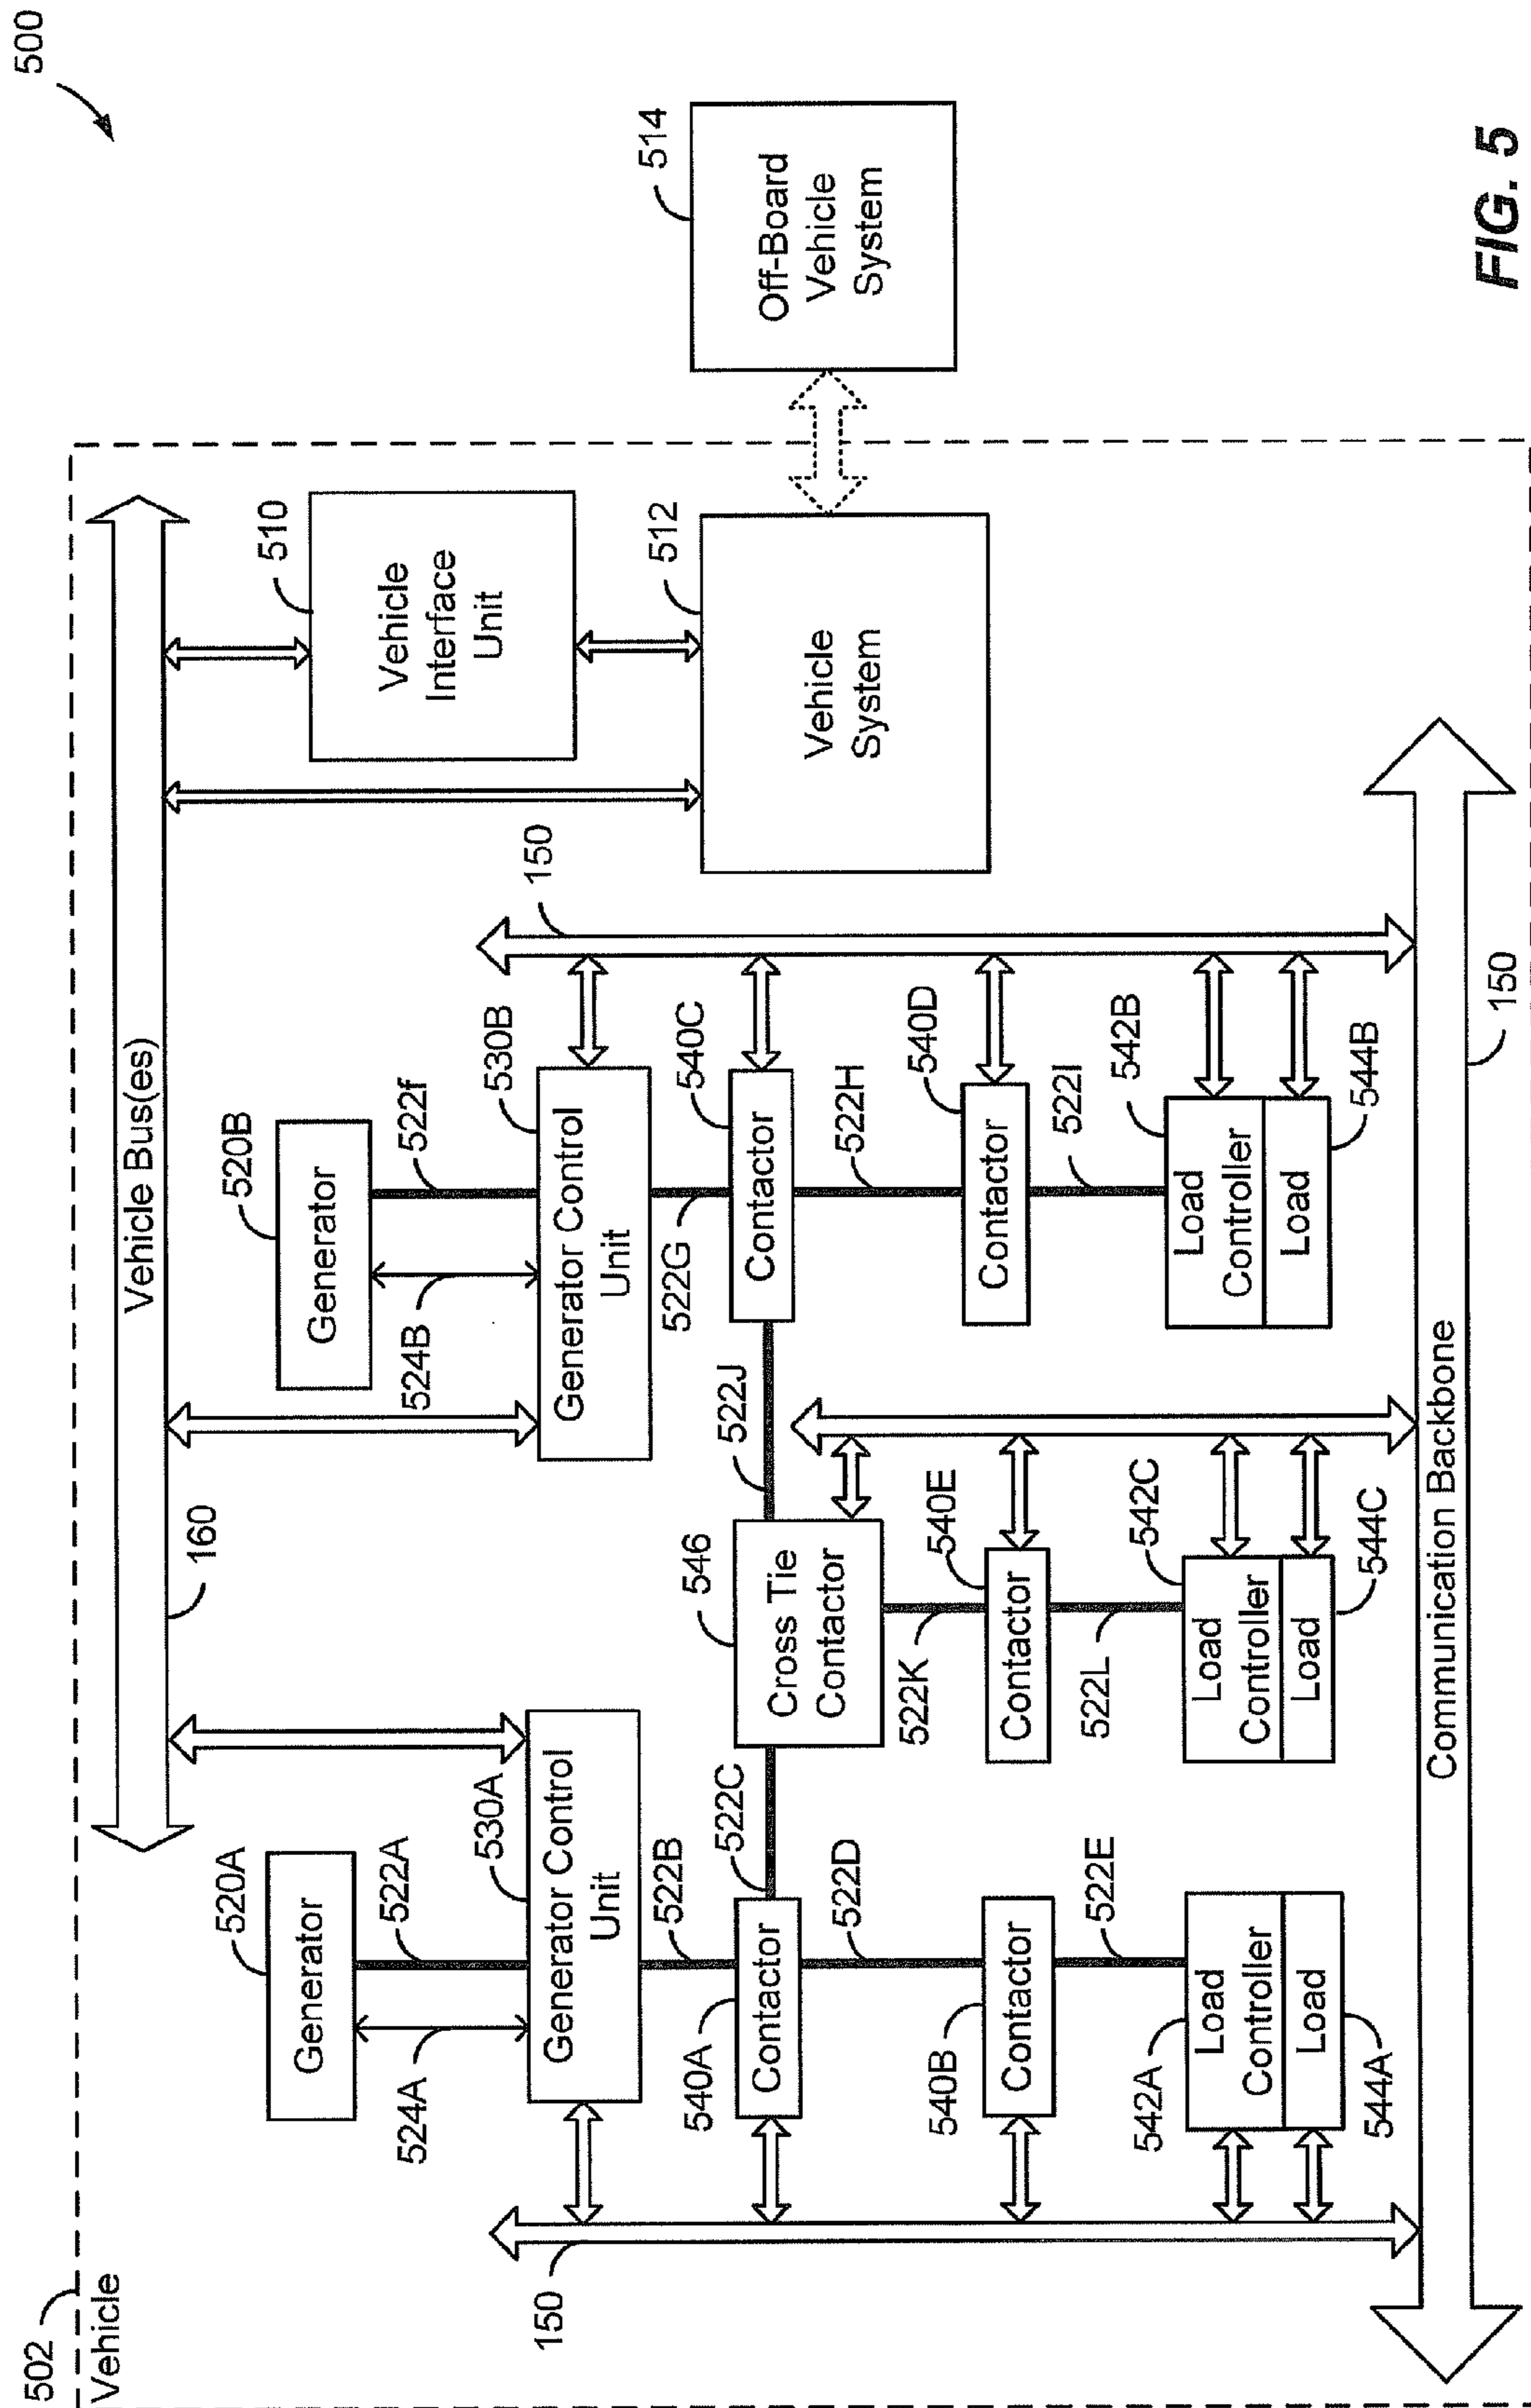 500
502
Vehicle
Vehicle Bus(es)
160
520A
Generator
522A
524A
530A
Generator Control
Unit
522B
520B
Generator
522f
524B
530B
Generator Control
Unit
522G
510
Vehicle
Interface
Unit
512
Vehicle
System
514
Off-Board
Vehicle
System
540A
Contactor
522C
522D
546
Cross Tie
Contactor
522J
540C
Contactor
522H
150
150
540B
Contactor
522E
522K
540E
Contactor
522L
540D
Contactor
522I
542A
Load
Controller
Load
544A
542C
Load
Controller
Load
544C
542B
Load
Controller
Load
544B
Communication Backbone
150
FIG. 5